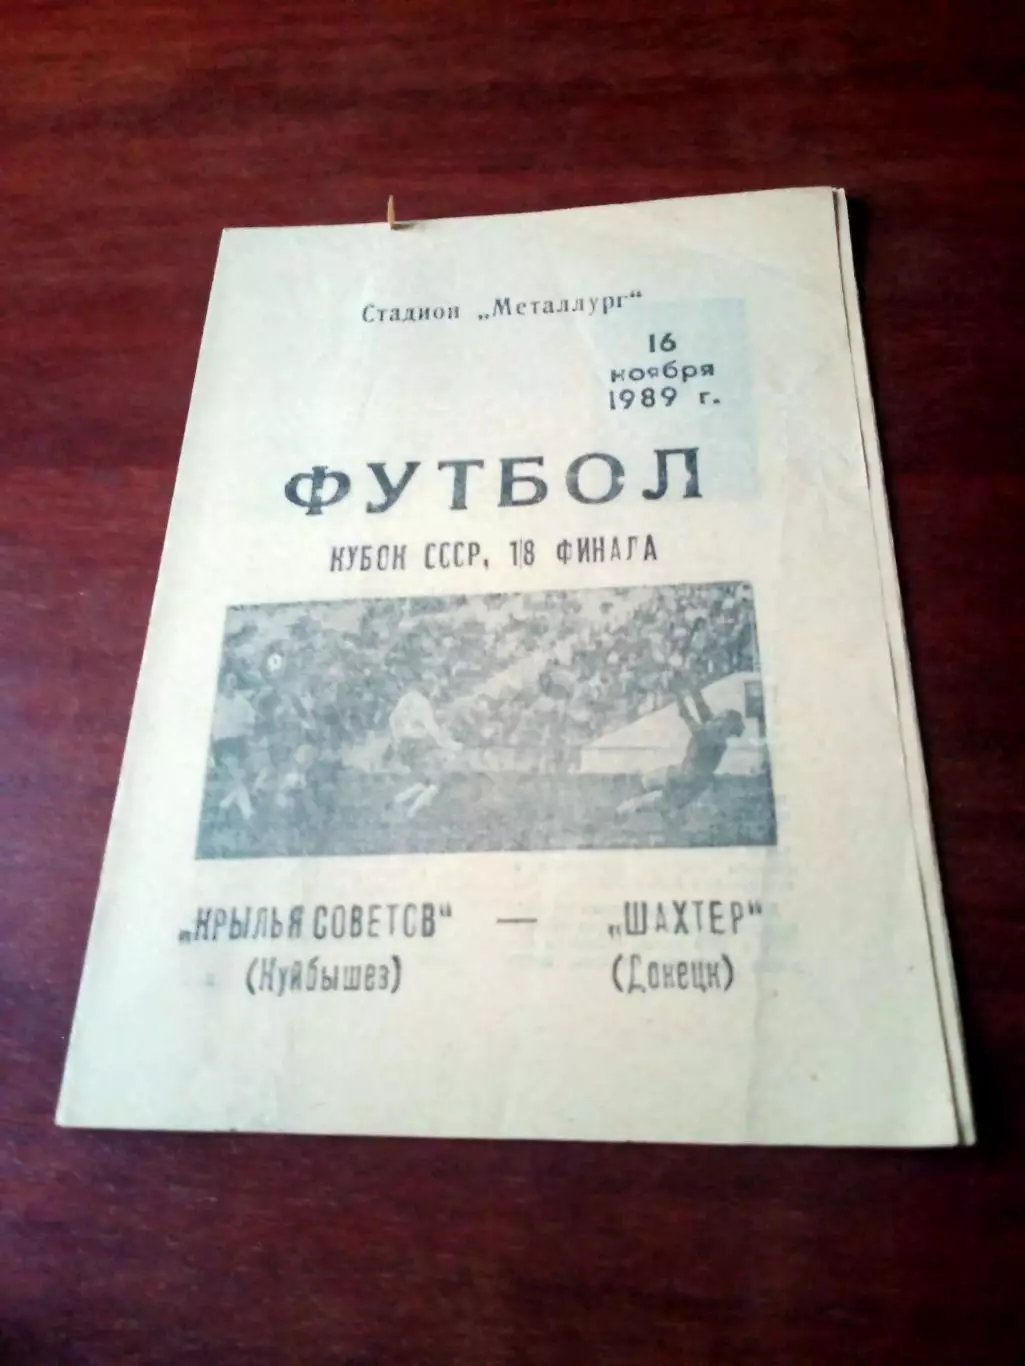 Стадион „Металлург“
16
ноября
1989 г.
ФУТБОЛ
КУБОК СССР, 1/8 ФИНАЛА
„КРЫЛЬЯ СОВЕТОВ“ — „ШАХТЕР“
(Куйбышев) (Донецк)